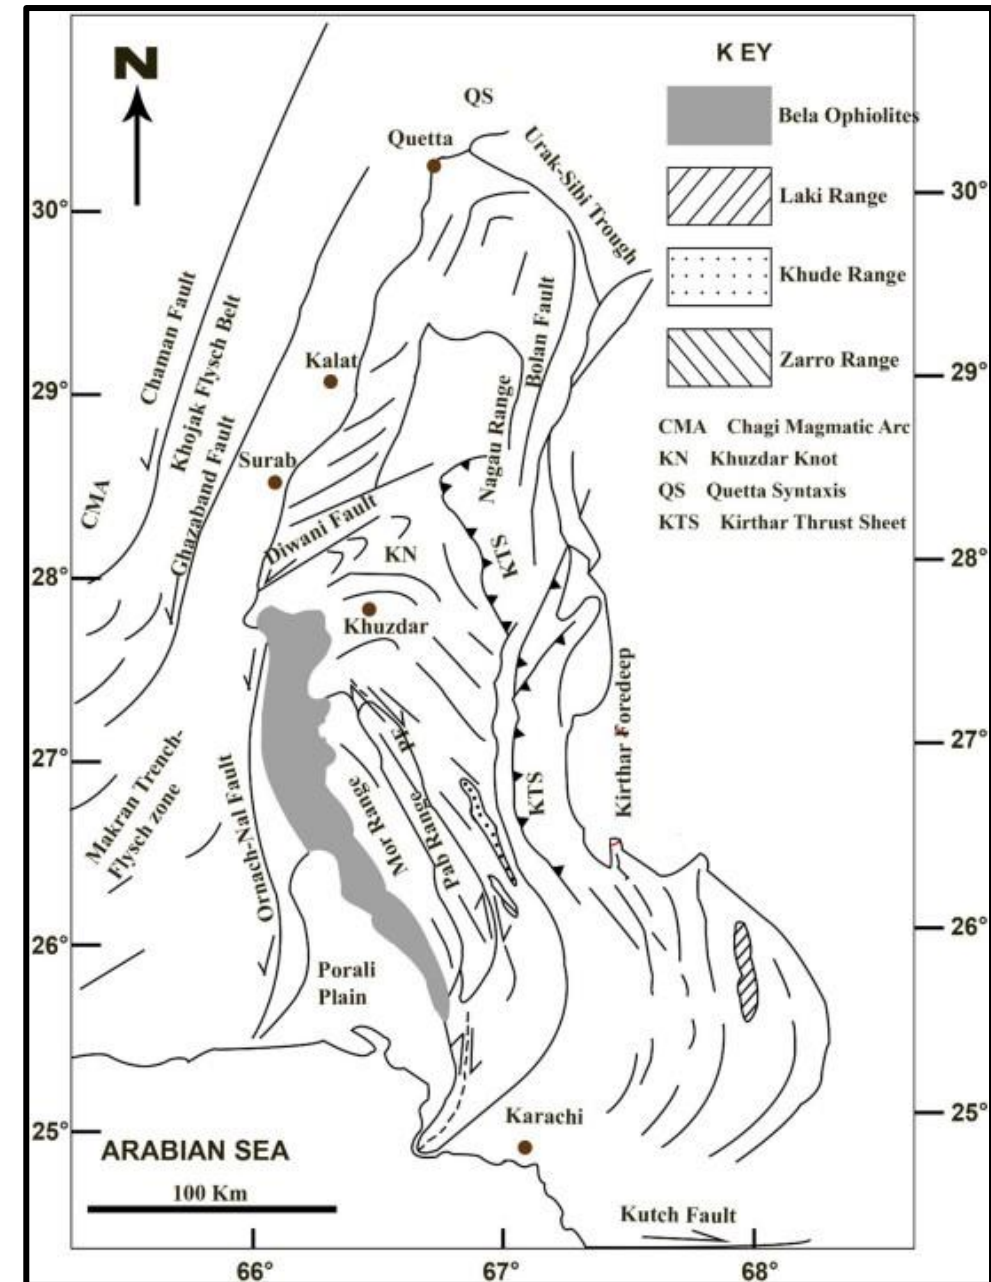 N
KEY
Bela Ophiolites
Laki Range
Khude Range
Zarro Range
CMA Chagi Magmatic Arc
KN Khuzdar Knot
QS Quetta Syntaxis
KTS Kirthar Thrust Sheet
QS
Quetta
Urak-Sibi Trough
30°
30°
Chaman Fault
Khojak Flysch Belt
Ghazaband Fault
Kalat
Bolan Fault
29°
29°
Nagau Range
Surab
CMA
Diwani Fault
KN
KTS
28°
28°
Khuzdar
Kirthar Foredeep
PF
27°
27°
Makran Trench-
Flysch zone
Ornach-Nal Fault
Mor Range
Pab Range
KTS
26°
26°
Porali
Plain
25°
25°
Karachi
ARABIAN SEA
100 Km
Kutch Fault
66°
67°
68°